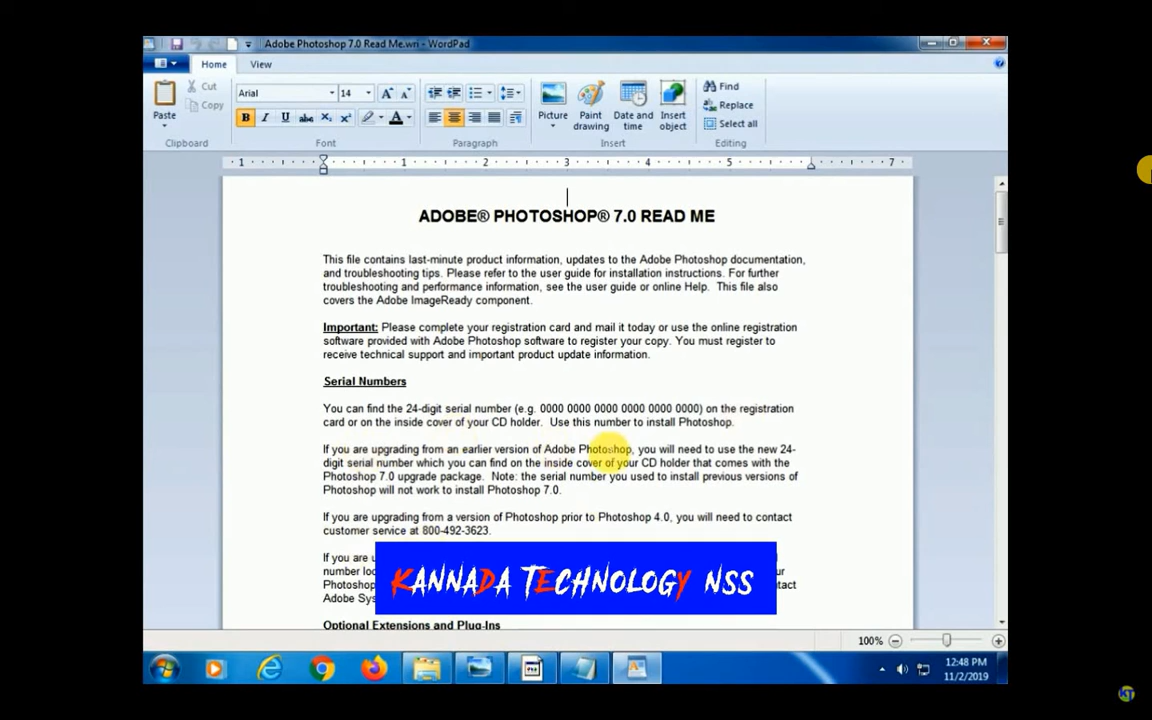 Adobe Photoshop 7.0 Read Me.wri - WordPad
Home View
Paste
Cut
Copy
Clipboard
Arial 14
B I U abc X₂ X² A
Font
Paragraph
Picture
Paint drawing
Date and time
Insert object
Insert
Find
Replace
Select all
Editing
1 1 2 3 4 5 7
ADOBE® PHOTOSHOP® 7.0 READ ME
This file contains last-minute product information, updates to the Adobe Photoshop documentation,
and troubleshooting tips. Please refer to the user guide for installation instructions. For further
troubleshooting and performance information, see the user guide or online Help. This file also
covers the Adobe ImageReady component.
Important: Please complete your registration card and mail it today or use the online registration
software provided with Adobe Photoshop software to register your copy. You must register to
receive technical support and important product update information.
Serial Numbers
You can find the 24-digit serial number (e.g. 0000 0000 0000 0000 0000 0000) on the registration
card or on the inside cover of your CD holder. Use this number to install Photoshop.
If you are upgrading from an earlier version of Adobe Photoshop, you will need to use the new 24-
digit serial number which you can find on the inside cover of your CD holder that comes with the
Photoshop 7.0 upgrade package. Note: the serial number you used to install previous versions of
Photoshop will not work to install Photoshop 7.0.
If you are upgrading from a version of Photoshop prior to Photoshop 4.0, you will need to contact
customer service at 800-492-3623.
If you are
number
Photoshop
Adobe
KANNADA TECHNOLOGY NSS
Optional Extensions and Plug-Ins
100%
12:48 PM
11/2/2019
KT